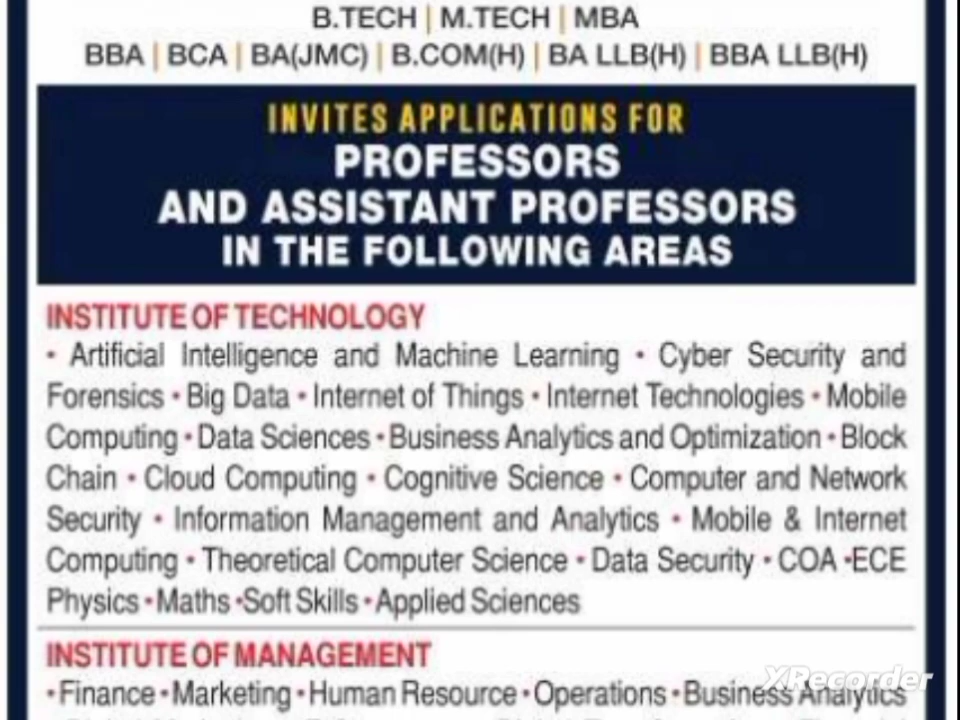 B.TECH | M.TECH | MBA
BBA | BCA | BA(JMC) | B.COM(H) | BA LLB(H) | BBA LLB(H)
INVITES APPLICATIONS FOR
PROFESSORS
AND ASSISTANT PROFESSORS
IN THE FOLLOWING AREAS
INSTITUTE OF TECHNOLOGY
• Artificial Intelligence and Machine Learning • Cyber Security and
Forensics • Big Data • Internet of Things • Internet Technologies • Mobile
Computing • Data Sciences • Business Analytics and Optimization • Block
Chain • Cloud Computing • Cognitive Science • Computer and Network
Security • Information Management and Analytics • Mobile & Internet
Computing • Theoretical Computer Science • Data Security • COA •ECE
Physics • Maths •Soft Skills • Applied Sciences
INSTITUTE OF MANAGEMENT
• Finance • Marketing • Human Resource • Operations • Business Analytics
XRecorder